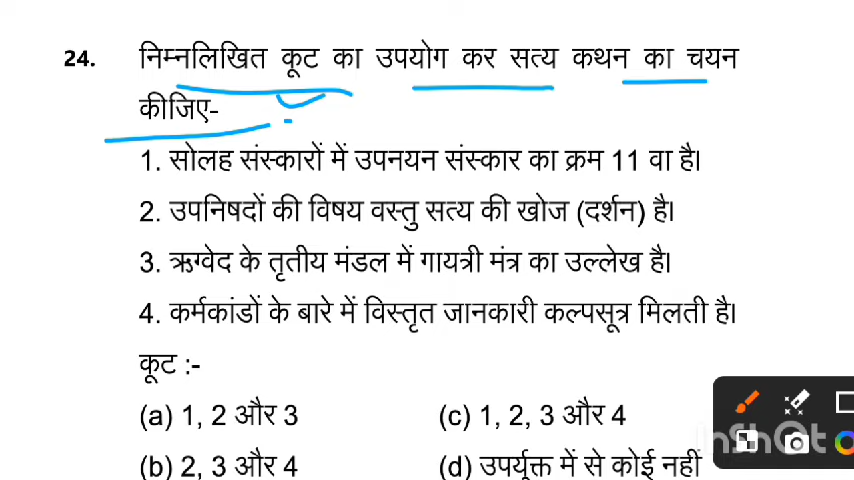 24. निम्नलिखित कूट का उपयोग कर सत्य कथन का चयन
कीजिए-
1. सोलह संस्कारों में उपनयन संस्कार का क्रम 11 वा है।
2. उपनिषदों की विषय वस्तु सत्य की खोज (दर्शन) है।
3. ऋग्वेद के तृतीय मंडल में गायत्री मंत्र का उल्लेख है।
4. कर्मकांडों के बारे में विस्तृत जानकारी कल्पसूत्र मिलती है।
कूट :-
(a) 1, 2 और 3 (c) 1, 2, 3 और 4
(b) 2, 3 और 4 (d) उपर्युक्त में से कोई नहीं